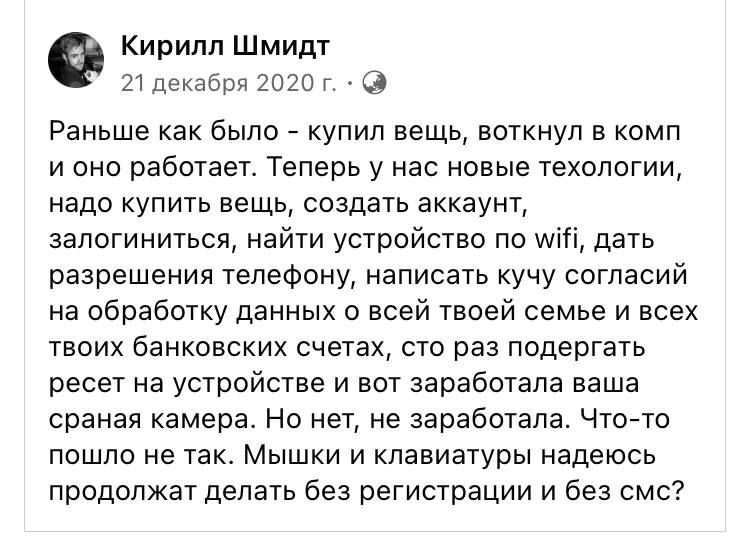 Кирилл Шмидт
21 декабря 2020 г. ·
Раньше как было - купил вещь, воткнул в комп
и оно работает. Теперь у нас новые техологии,
надо купить вещь, создать аккаунт,
залогиниться, найти устройство по wifi, дать
разрешения телефону, написать кучу согласий
на обработку данных о всей твоей семье и всех
твоих банковских счетах, сто раз подергать
ресет на устройстве и вот заработала ваша
сраная камера. Но нет, не заработала. Что-то
пошло не так. Мышки и клавиатуры надеюсь
продолжат делать без регистрации и без смс?